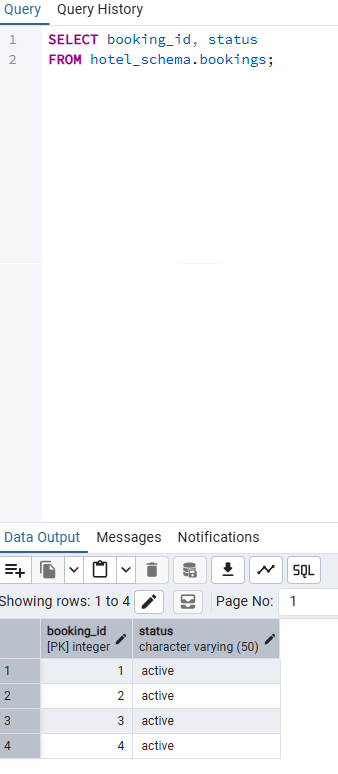 Query Query History
1 SELECT booking_id, status
2 FROM hotel_schema.bookings;
Data Output Messages Notifications
SQL
Showing rows: 1 to 4 Page No: 1
booking_id status
[PK] integer character varying (50)
1 1 active
2 2 active
3 3 active
4 4 active